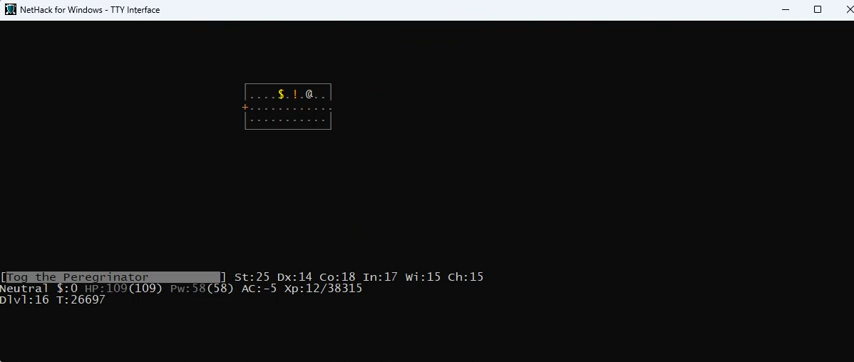 NetHack for Windows - TTY Interface
|....$.!.@..|
+............
|...........|
[Tog the Peregrinator ] St:25 Dx:14 Co:18 In:17 Wi:15 Ch:15
Neutral $:0 HP:109(109) Pw:58(58) AC:-5 Xp:12/38315
Dlvl:16 T:26697